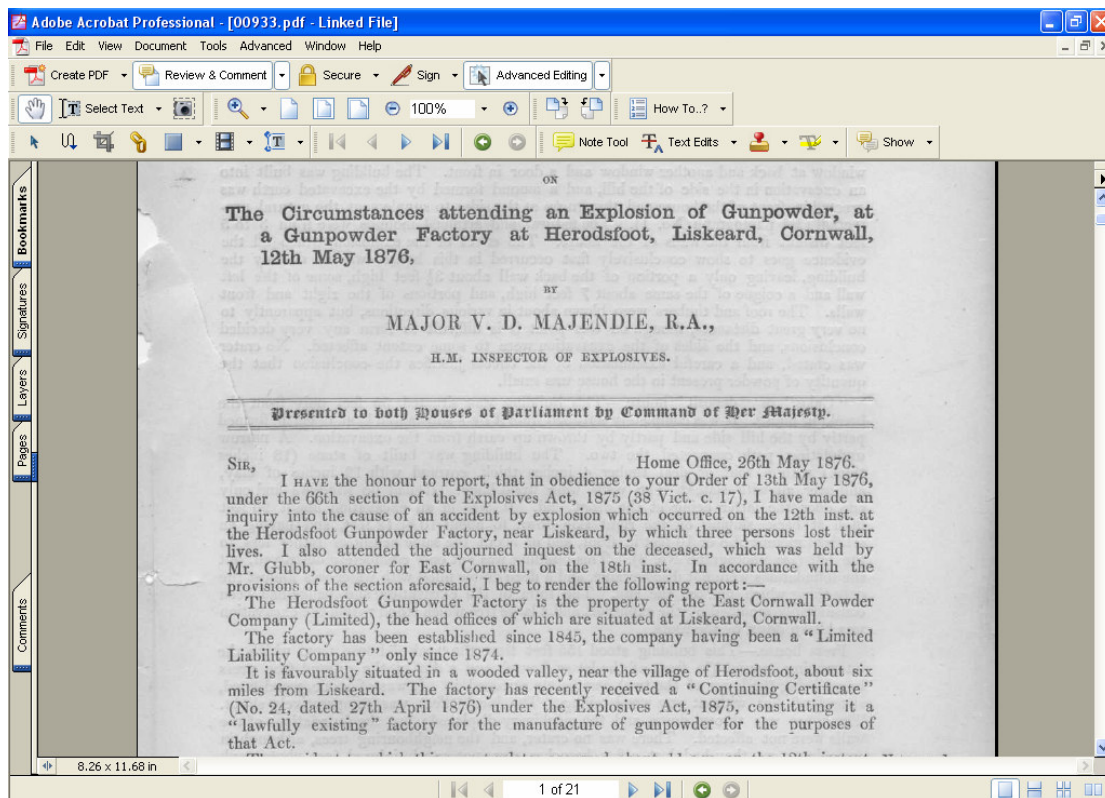 Adobe Acrobat Professional - [00933.pdf - Linked File]
File Edit View Document Tools Advanced Window Help
Create PDF Review & Comment Secure Sign Advanced Editing
Select Text 100% How To..?
Note Tool Text Edits Show
Bookmarks
Signatures
Layers
Pages
Comments
ON
The Circumstances attending an Explosion of Gunpowder, at
a Gunpowder Factory at Herodsfoot, Liskeard, Cornwall,
12th May 1876,
BY
MAJOR V. D. MAJENDIE, R.A.,
H.M. INSPECTOR OF EXPLOSIVES.
Presented to both Houses of Parliament by Command of Her Majesty.
SIR, Home Office, 26th May 1876.
I HAVE the honour to report, that in obedience to your Order of 13th May 1876,
under the 66th section of the Explosives Act, 1875 (38 Vict. c. 17), I have made an
inquiry into the cause of an accident by explosion which occurred on the 12th inst. at
the Herodsfoot Gunpowder Factory, near Liskeard, by which three persons lost their
lives. I also attended the adjourned inquest on the deceased, which was held by
Mr. Glubb, coroner for East Cornwall, on the 18th inst. In accordance with the
provisions of the section aforesaid, I beg to render the following report:—
The Herodsfoot Gunpowder Factory is the property of the East Cornwall Powder
Company (Limited), the head offices of which are situated at Liskeard, Cornwall.
The factory has been established since 1845, the company having been a "Limited
Liability Company" only since 1874.
It is favourably situated in a wooded valley, near the village of Herodsfoot, about six
miles from Liskeard. The factory has recently received a "Continuing Certificate"
(No. 24, dated 27th April 1876) under the Explosives Act, 1875, constituting it a
"lawfully existing" factory for the manufacture of gunpowder for the purposes of
that Act.
8.26 x 11.68 in
1 of 21